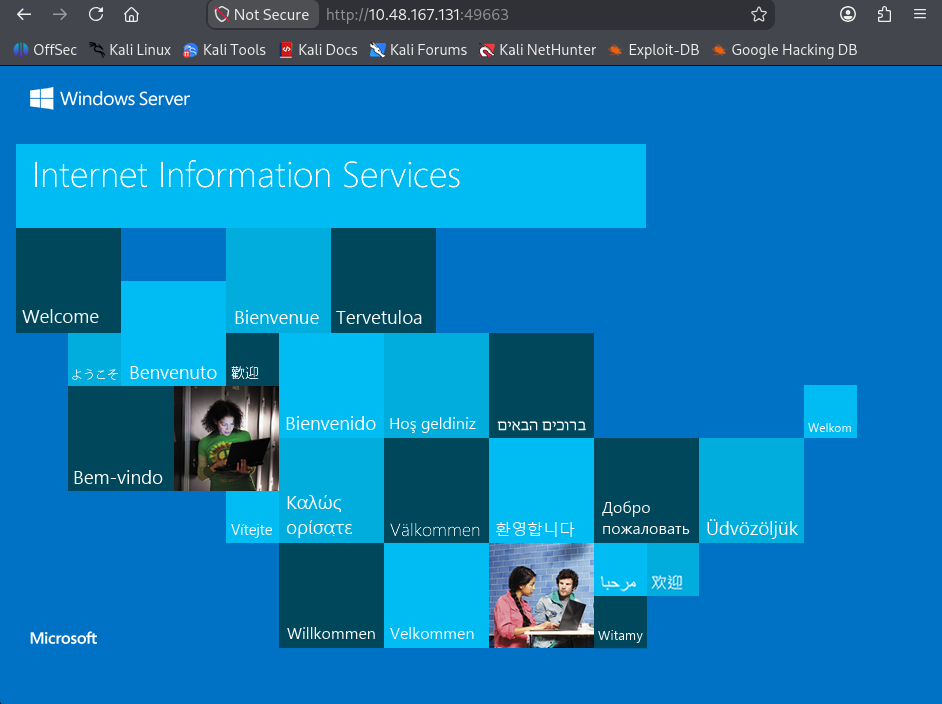 Not Secure
http://10.48.167.131:49663
OffSec
Kali Linux
Kali Tools
Kali Docs
Kali Forums
Kali NetHunter
Exploit-DB
Google Hacking DB
Windows Server
Internet Information Services
Welcome
Bienvenue
Tervetuloa
ようこそ
Benvenuto
歡迎
Bienvenido
Hoş geldiniz
ברוכים הבאים
Welkom
Bem-vindo
Vítejte
Καλώς
ορίσατε
Välkommen
환영합니다
Добро
пожаловать
Üdvözöljük
مرحبا
欢迎
Willkommen
Velkommen
Witamy
Microsoft